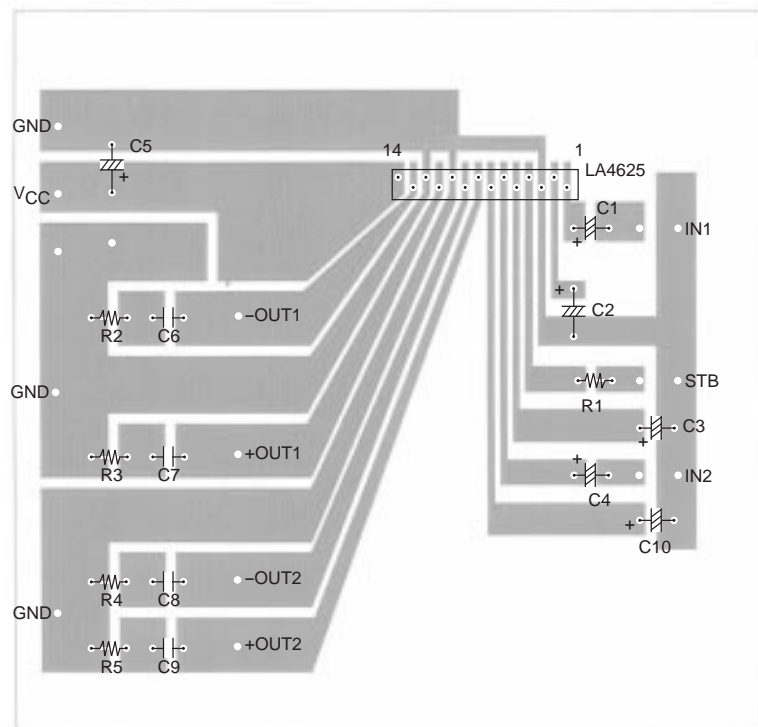 GND
C5
14
1
LA4625
VCC
C1
IN1
+
+
+
C2
R2
C6
–OUT1
GND
STB
R1
C3
+
R3
C7
+OUT1
+
IN2
C4
+
C10
–OUT2
R4
C8
GND
+OUT2
R5
C9